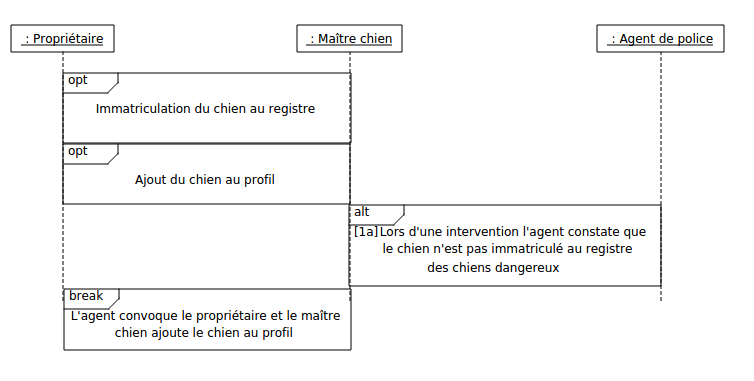 : Propriétaire
: Maître chien
: Agent de police
opt
Immatriculation du chien au registre
opt
Ajout du chien au profil
alt
[1a]Lors d'une intervention l'agent constate que
le chien n'est pas immatriculé au registre
des chiens dangereux
break
L'agent convoque le propriétaire et le maître
chien ajoute le chien au profil